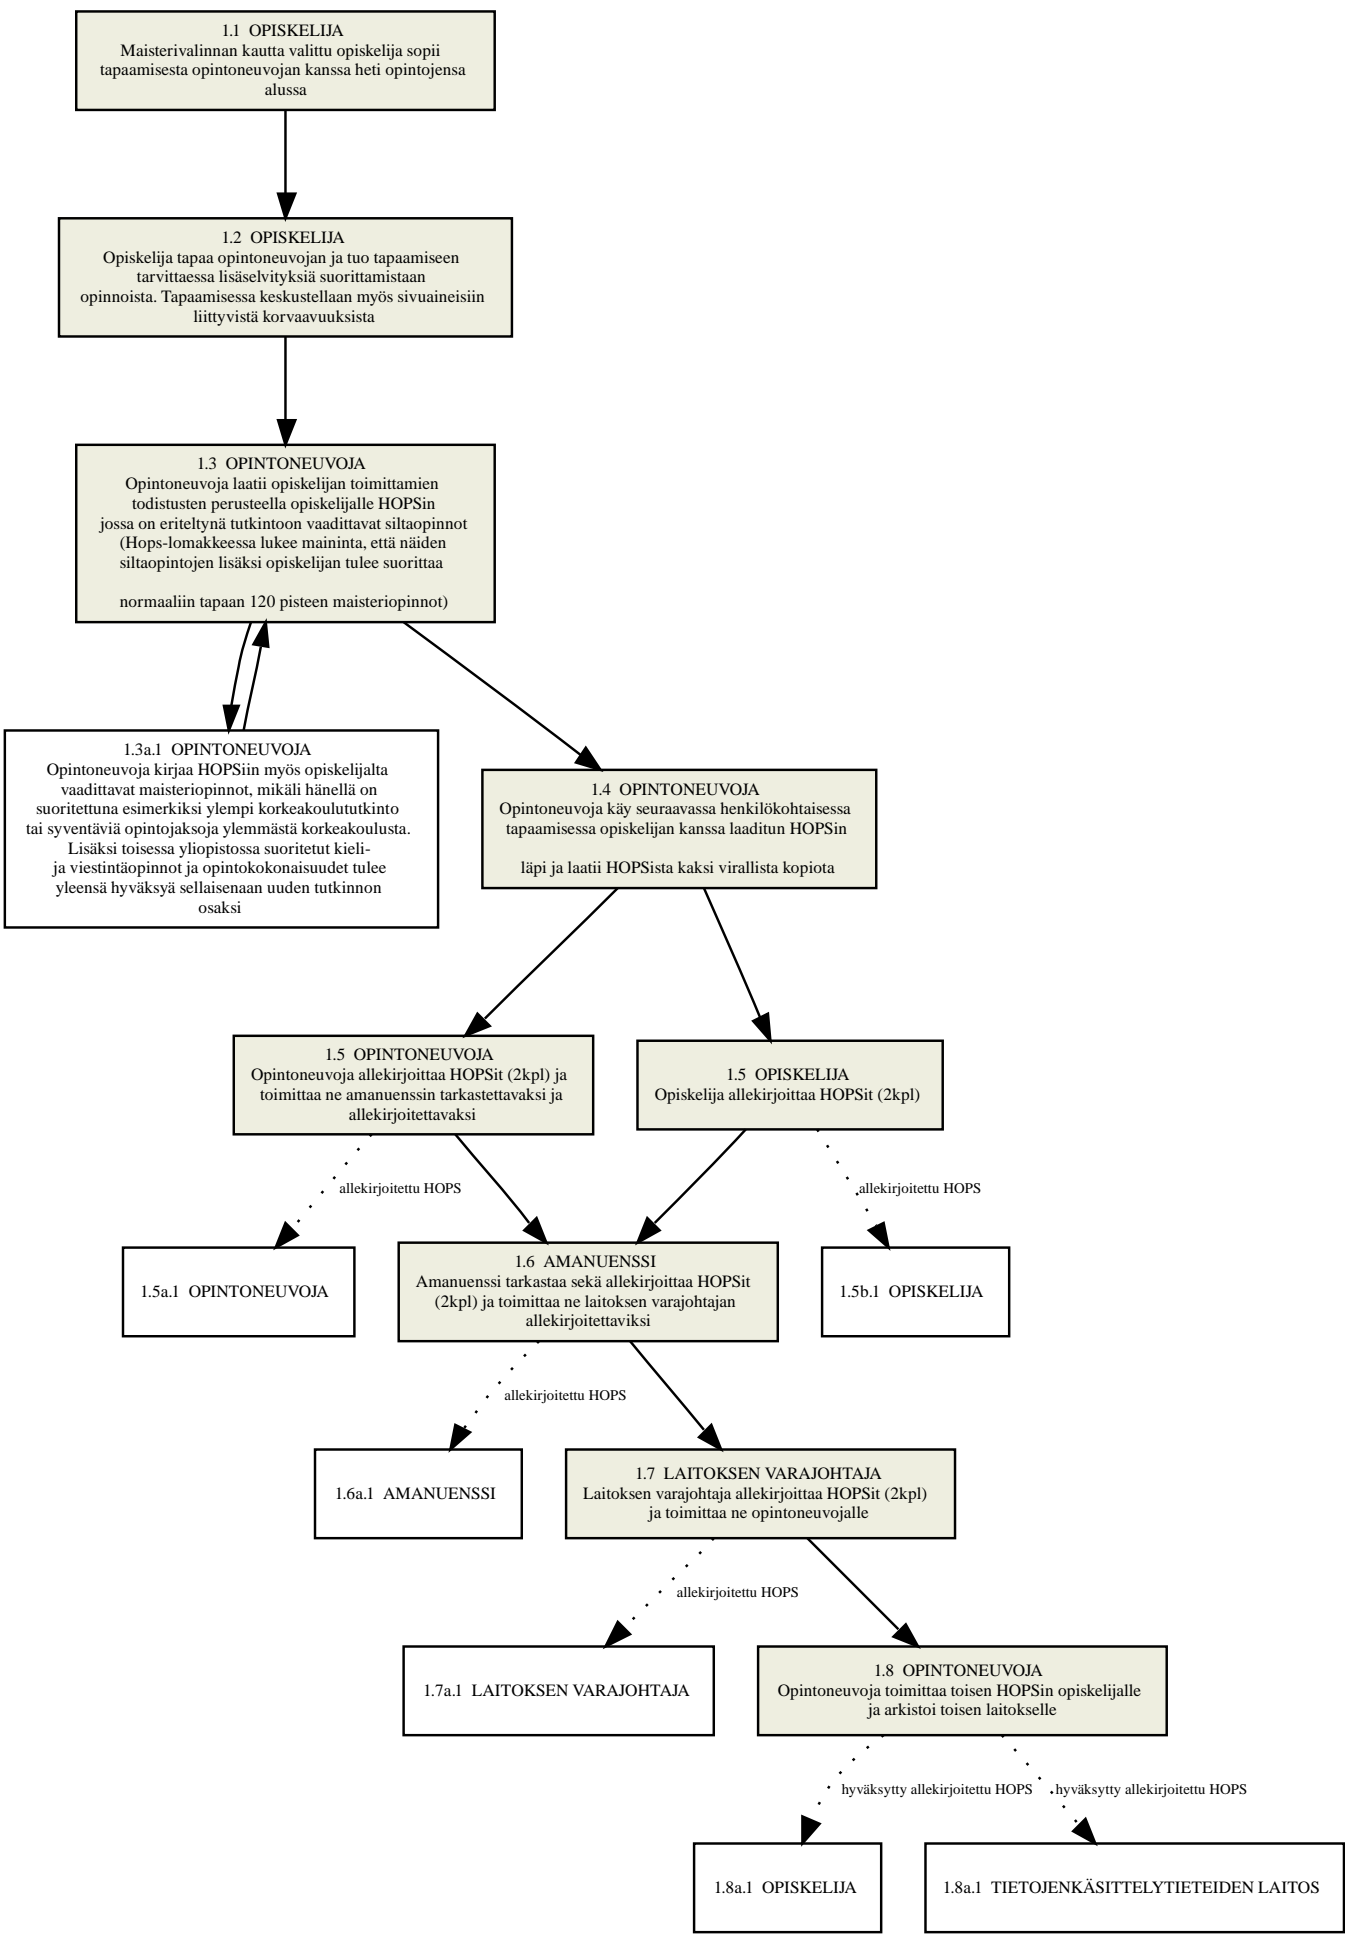 1.1 OPISKELIJA
Maisterivalinnan kautta valittu opiskelija sopii
tapaamisesta opintoneuvojan kanssa heti opintojensa
alussa
1.2 OPISKELIJA
Opiskelija tapaa opintoneuvojan ja tuo tapaamiseen
tarvittaessa lisäselvityksiä suorittamistaan
opinnoista. Tapaamisessa keskustellaan myös sivuaineisiin
liittyvistä korvaavuuksista
1.3 OPINTONEUVOJA
Opintoneuvoja laatii opiskelijan toimittamien
todistusten perusteella opiskelijalle HOPSin
jossa on eriteltynä tutkintoon vaadittavat siltaopinnot
(Hops-lomakkeessa lukee maininta, että näiden
siltaopintojen lisäksi opiskelijan tulee suorittaa
normaaliin tapaan 120 pisteen maisteriopinnot)
1.3a.1 OPINTONEUVOJA
Opintoneuvoja kirjaa HOPSiin myös opiskelijalta
vaadittavat maisteriopinnot, mikäli hänellä on
suoritettuna esimerkiksi ylempi korkeakoulututkinto
tai syventäviä opintojaksoja ylemmästä korkeakoulusta.
Lisäksi toisessa yliopistossa suoritetut kieli-
ja viestintäopinnot ja opintokokonaisuudet tulee
yleensä hyväksyä sellaisenaan uuden tutkinnon
osaksi
1.4 OPINTONEUVOJA
Opintoneuvoja käy seuraavassa henkilökohtaisessa
tapaamisessa opiskelijan kanssa laaditun HOPSin
läpi ja laatii HOPSista kaksi virallista kopiota
1.5 OPINTONEUVOJA
Opintoneuvoja allekirjoittaa HOPSit (2kpl) ja
toimittaa ne amanuenssin tarkastettavaksi ja
allekirjoitettavaksi
1.5 OPISKELIJA
Opiskelija allekirjoittaa HOPSit (2kpl)
allekirjoitettu HOPS
allekirjoitettu HOPS
1.5a.1 OPINTONEUVOJA
1.6 AMANUENSSI
Amanuenssi tarkastaa sekä allekirjoittaa HOPSit
(2kpl) ja toimittaa ne laitoksen varajohtajan
allekirjoitettaviksi
1.5b.1 OPISKELIJA
allekirjoitettu HOPS
1.6a.1 AMANUENSSI
1.7 LAITOKSEN VARAJOHTAJA
Laitoksen varajohtaja allekirjoittaa HOPSit (2kpl)
ja toimittaa ne opintoneuvojalle
allekirjoitettu HOPS
1.7a.1 LAITOKSEN VARAJOHTAJA
1.8 OPINTONEUVOJA
Opintoneuvoja toimittaa toisen HOPSin opiskelijalle
ja arkistoi toisen laitokselle
hyväksytty allekirjoitettu HOPS
hyväksytty allekirjoitettu HOPS
1.8a.1 OPISKELIJA
1.8a.1 TIETOJENKÄSITTELYTIETEIDEN LAITOS